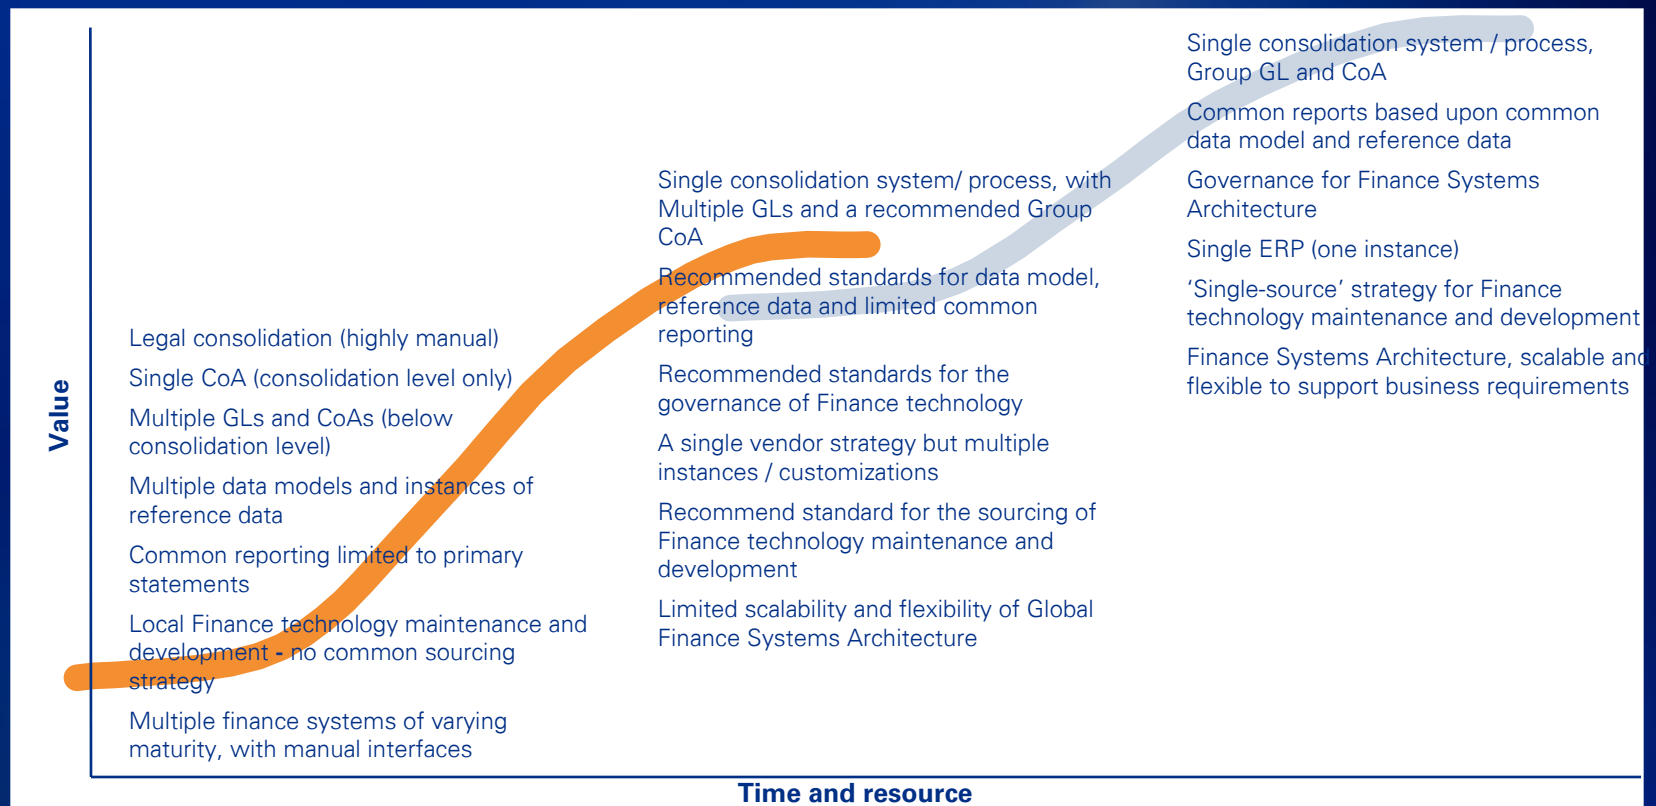 Value
Legal consolidation (highly manual)
Single CoA (consolidation level only)
Multiple GLs and CoAs (below
consolidation level)
Multiple data models and instances of
reference data
Common reporting limited to primary
statements
Local Finance technology maintenance and
development - no common sourcing
strategy
Multiple finance systems of varying
maturity, with manual interfaces
Single consolidation system/ process, with
Multiple GLs and a recommended Group
CoA
Recommended standards for data model,
reference data and limited common
reporting
Recommended standards for the
governance of Finance technology
A single vendor strategy but multiple
instances / customizations
Recommend standard for the sourcing of
Finance technology maintenance and
development
Limited scalability and flexibility of Global
Finance Systems Architecture
Single consolidation system / process,
Group GL and CoA
Common reports based upon common
data model and reference data
Governance for Finance Systems
Architecture
Single ERP (one instance)
‘Single-source’ strategy for Finance
technology maintenance and development
Finance Systems Architecture, scalable and
flexible to support business requirements
Time and resource